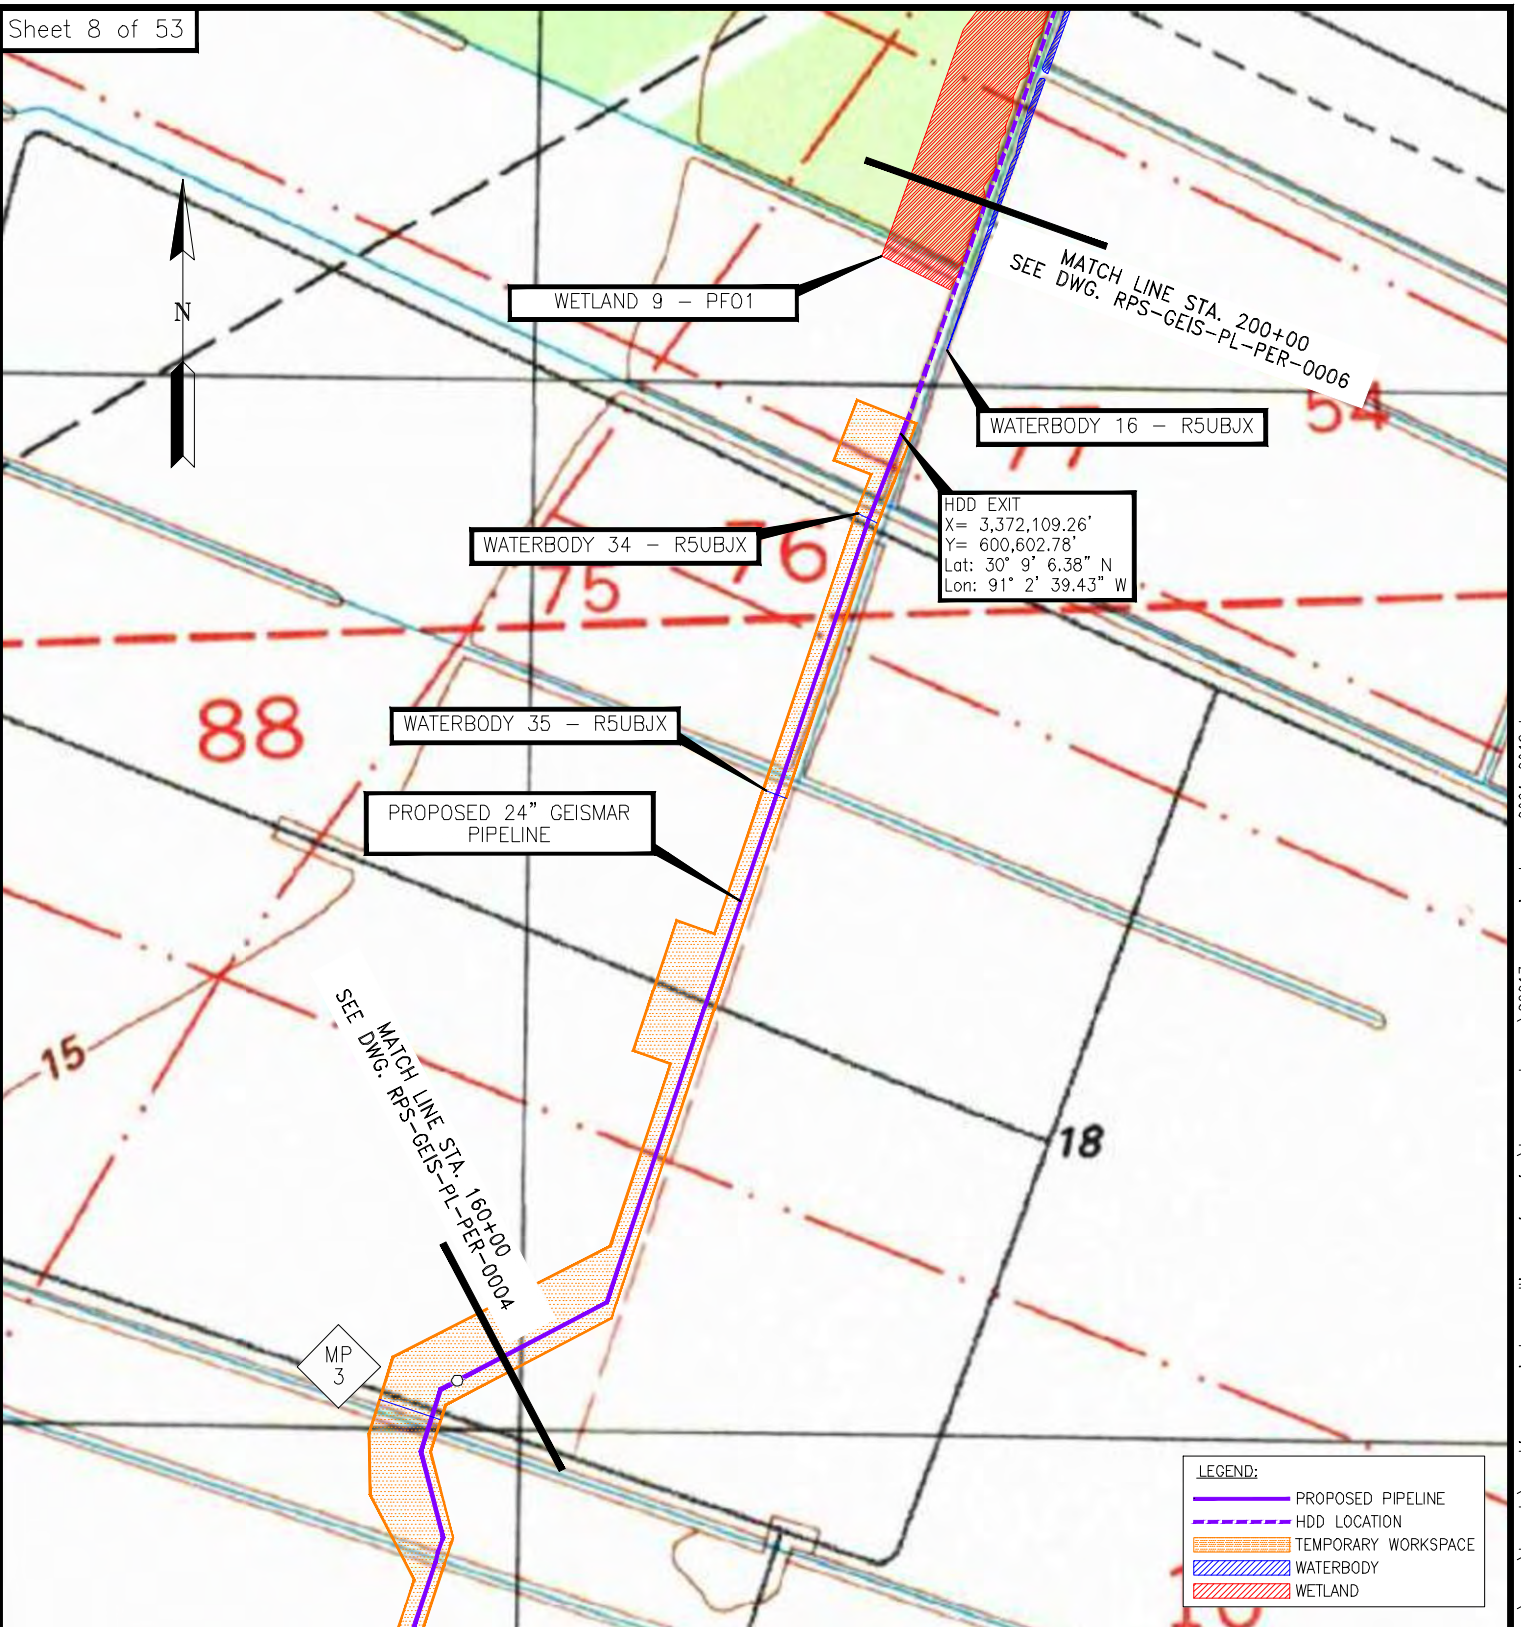 Sheet 8 of 53
N
WETLAND 9 – PFO1
MATCH LINE STA. 200+00
SEE DWG. RPS–GEIS–PL–PER–0006
54
77
WATERBODY 16 – R5UBJX
HDD EXIT
X= 3,372,109.26'
Y= 600,602.78'
Lat: 30° 9' 6.38" N
Lon: 91° 2' 39.43" W
WATERBODY 34 – R5UBJX
76
75
88
WATERBODY 35 – R5UBJX
PROPOSED 24" GEISMAR
PIPELINE
15
MATCH LINE STA. 160+00
SEE DWG. RPS–GEIS–PL–PER–0004
18
MP
3
LEGEND:
PROPOSED PIPELINE
HDD LOCATION
TEMPORARY WORKSPACE
WATERBODY
WETLAND